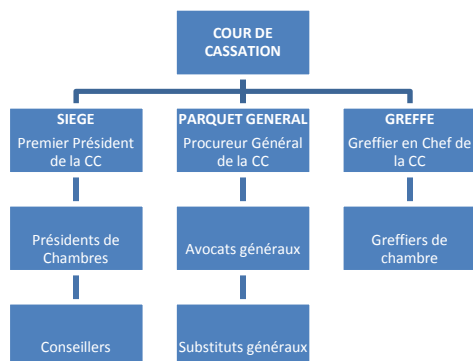 COUR DE
CASSATION
SIEGE
Premier Président
de la CC
PARQUET GENERAL
Procureur Général
de la CC
GREFFE
Greffier en Chef de
la CC
Présidents de
Chambres
Avocats généraux
Greffiers de
chambre
Conseillers
Substituts généraux